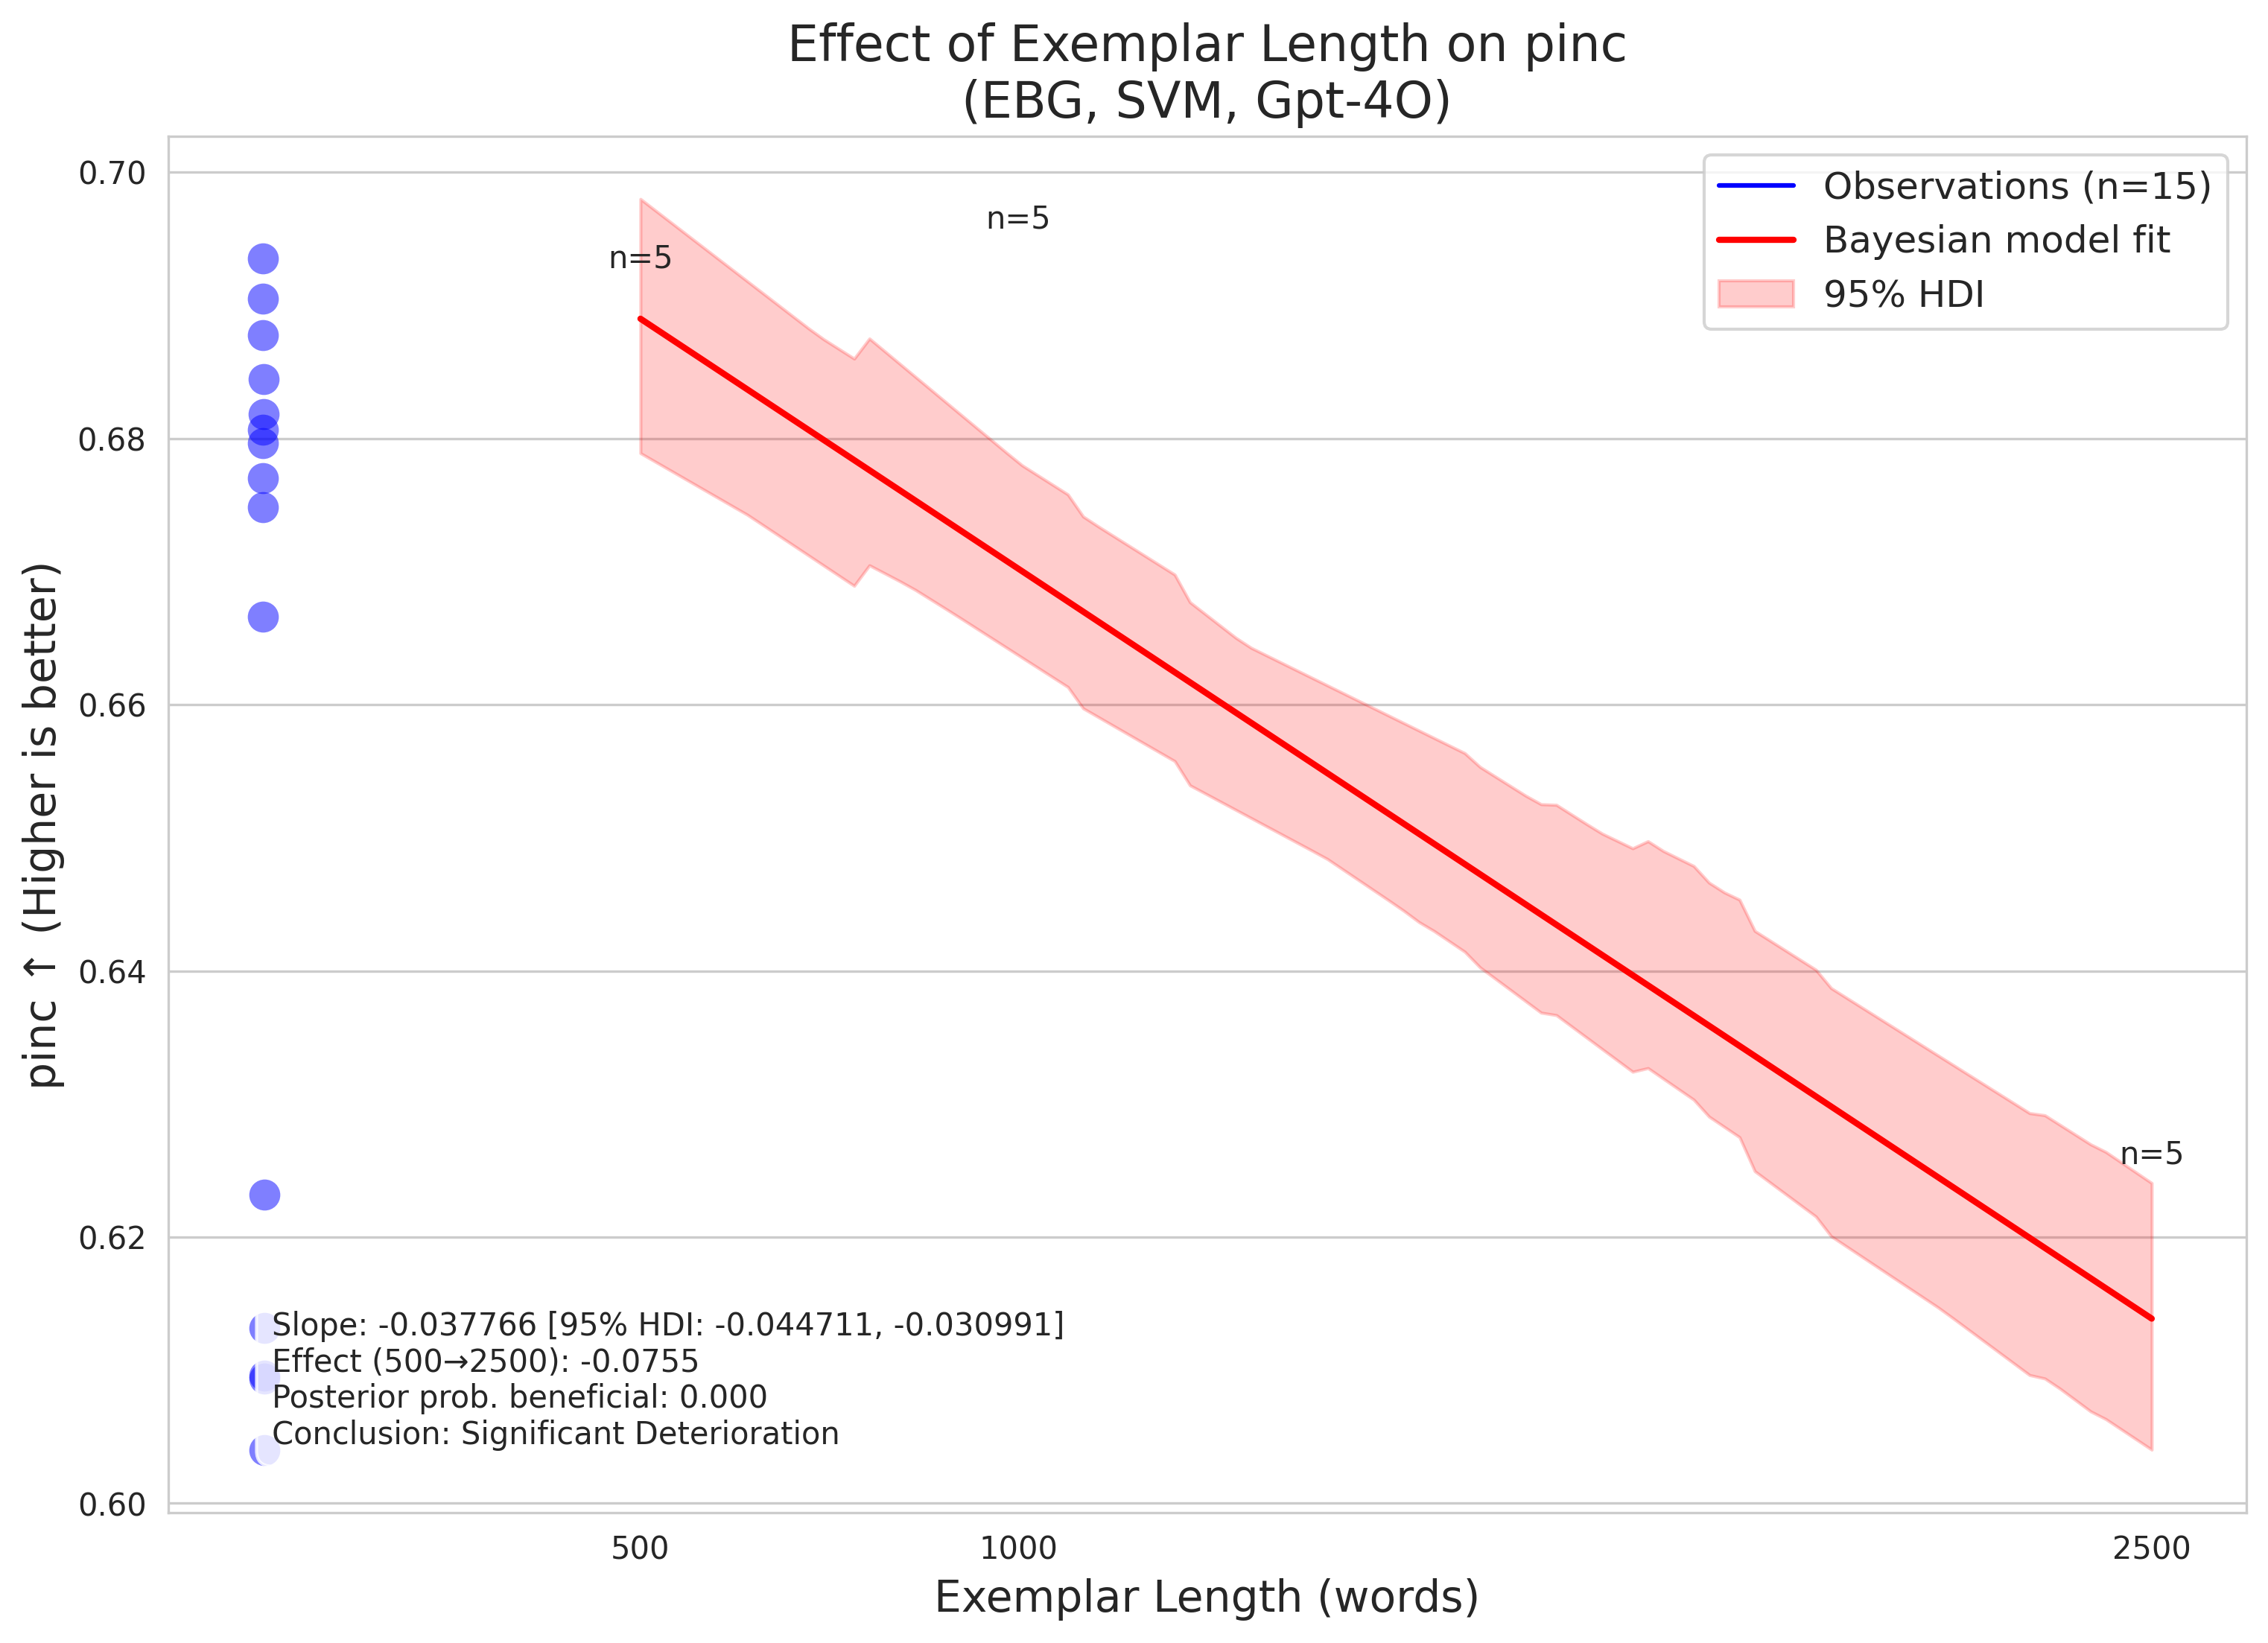 Effect of Exemplar Length on pinc
(EBG, SVM, Gpt-4O)
Observations (n=15)
Bayesian model fit
95% HDI
n=5
n=5
n=5
pinc ↑ (Higher is better)
0.70
0.68
0.66
0.64
0.62
0.60
Slope: -0.037766 [95% HDI: -0.044711, -0.030991]
Effect (500→2500): -0.0755
Posterior prob. beneficial: 0.000
Conclusion: Significant Deterioration
500
1000
2500
Exemplar Length (words)